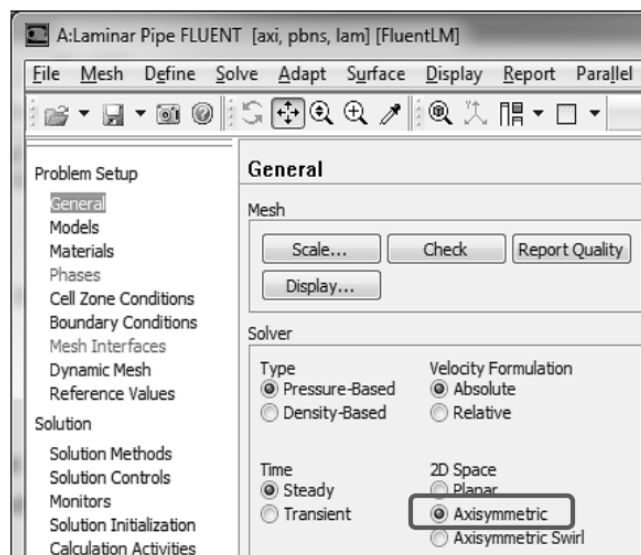 A:Laminar Pipe FLUENT [axi, pbns, lam] [FluentLM]
File Mesh Define Solve Adapt Surface Display Report Parallel
Problem Setup
General
Models
Materials
Phases
Cell Zone Conditions
Boundary Conditions
Mesh Interfaces
Dynamic Mesh
Reference Values
Solution
Solution Methods
Solution Controls
Monitors
Solution Initialization
Calculation Activities
General
Mesh
Scale... Check Report Quality
Display...
Solver
Type Velocity Formulation
Pressure-Based Absolute
Density-Based Relative
Time 2D Space
Steady Planar
Transient Axisymmetric
Axisymmetric Swirl